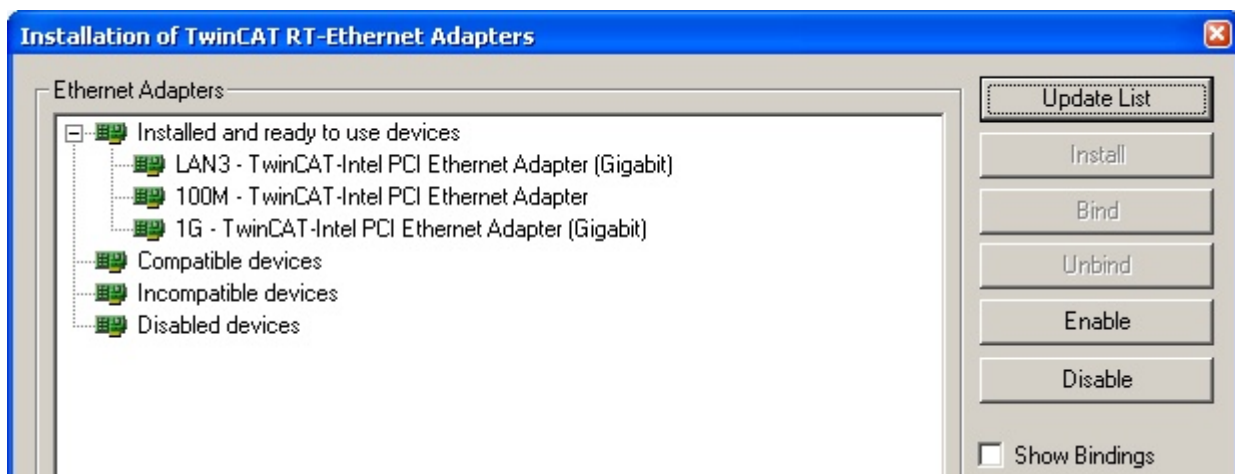 Installation of TwinCAT RT-Ethernet Adapters
Ethernet Adapters
Installed and ready to use devices
LAN3 - TwinCAT-Intel PCI Ethernet Adapter (Gigabit)
100M - TwinCAT-Intel PCI Ethernet Adapter
1G - TwinCAT-Intel PCI Ethernet Adapter (Gigabit)
Compatible devices
Incompatible devices
Disabled devices
Update List
Install
Bind
Unbind
Enable
Disable
Show Bindings